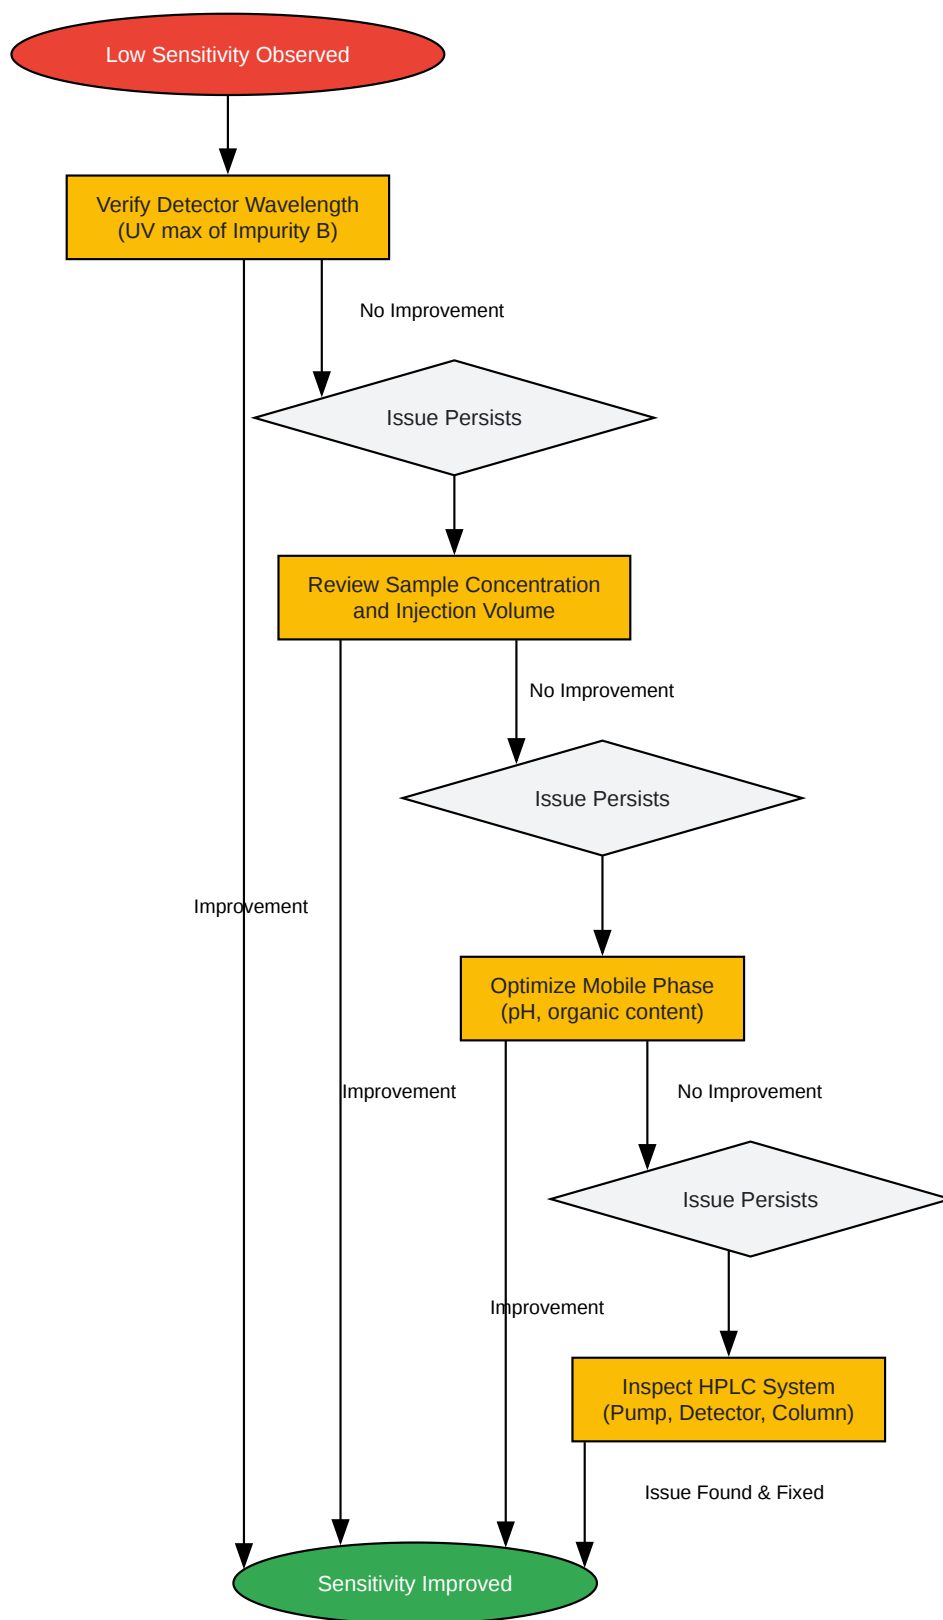 Low Sensitivity Observed
Verify Detector Wavelength
(UV max of Impurity B)
No Improvement
Issue Persists
Review Sample Concentration
and Injection Volume
No Improvement
Issue Persists
Improvement
Optimize Mobile Phase
(pH, organic content)
Improvement
No Improvement
Issue Persists
Improvement
Inspect HPLC System
(Pump, Detector, Column)
Issue Found & Fixed
Sensitivity Improved